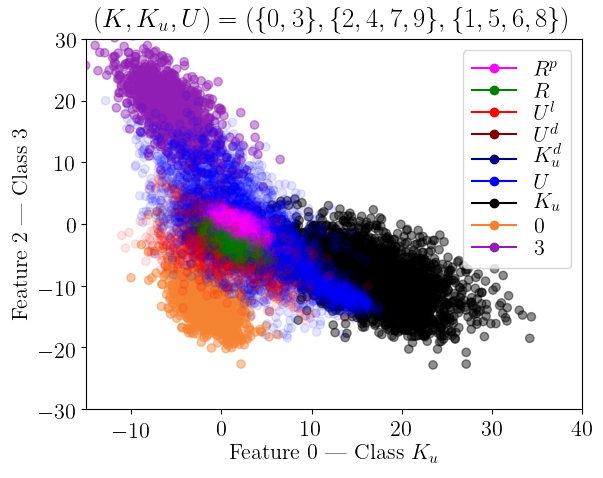 (K, K_u, U) = ({0, 3}, {2, 4, 7, 9}, {1, 5, 6, 8})
30
20
10
0
−10
−20
−30
Feature 2 — Class 3
R^p
R
U^l
U^d
K_u^d
U
K_u
0
3
−10
0
10
20
30
40
Feature 0 — Class K_u